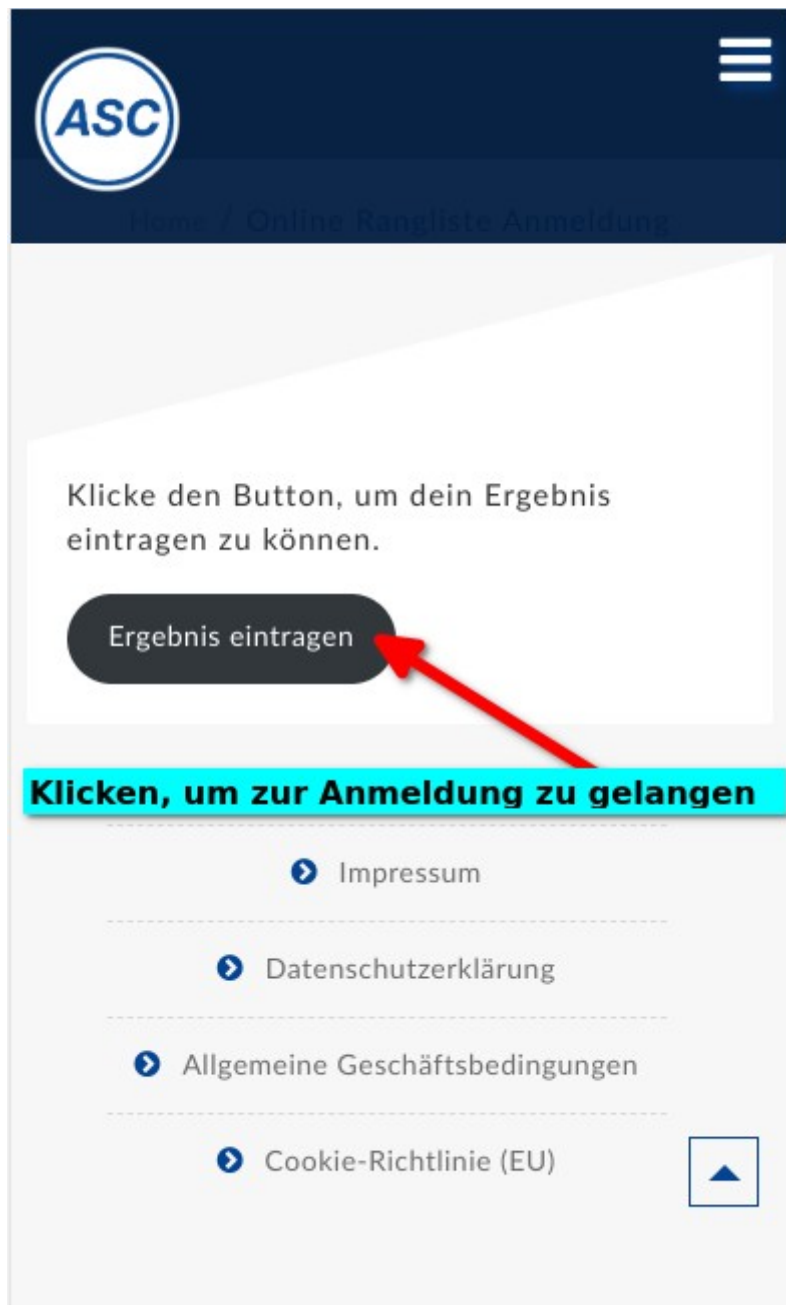 ASC
Home / Online Rangliste Anmeldung
Klicke den Button, um dein Ergebnis
eintragen zu können.
Ergebnis eintragen
Klicken, um zur Anmeldung zu gelangen
Impressum
Datenschutzerklärung
Allgemeine Geschäftsbedingungen
Cookie-Richtlinie (EU)